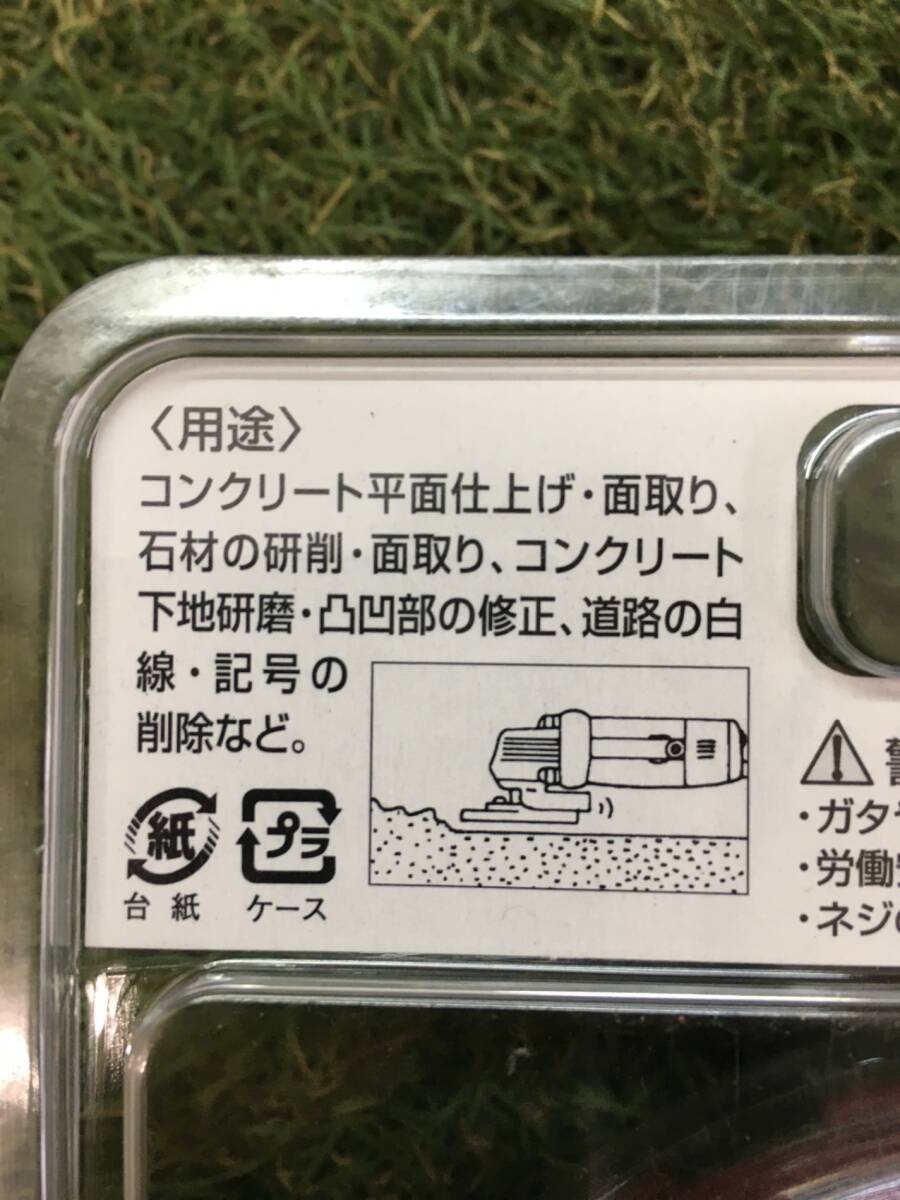 〈用途〉
コンクリート平面仕上げ・面取り、
石材の研削・面取り、コンクリート
下地研磨・凸凹部の修正、道路の白
線・記号の
削除など。
紙
プラ
台紙
ケース
・ガタ
・労働
・ネジ